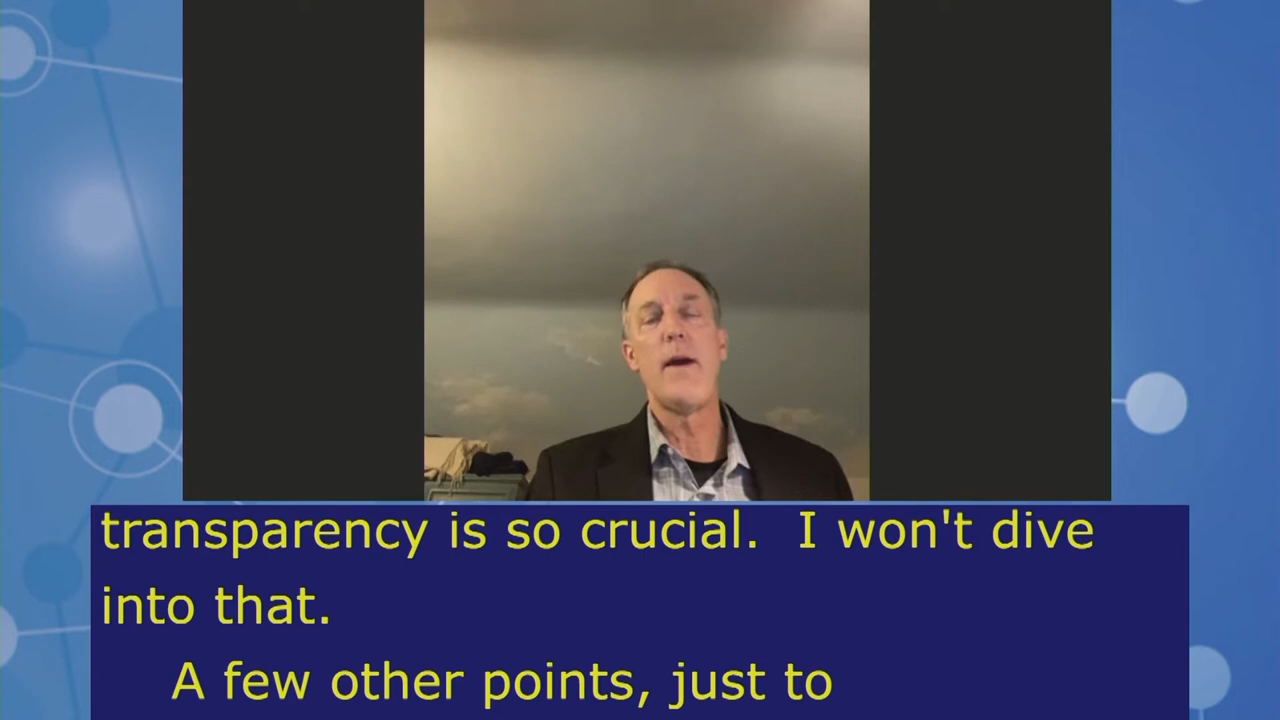 transparency is so crucial.  I won't dive
into that.
A few other points, just to